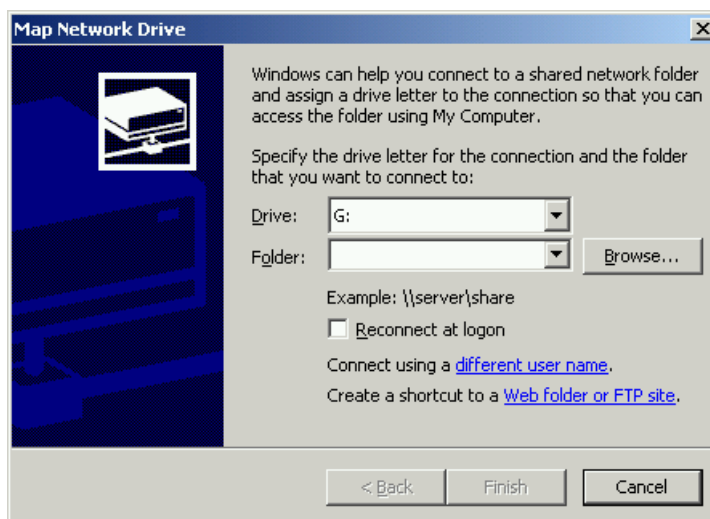 Map Network Drive
Windows can help you connect to a shared network folder
and assign a drive letter to the connection so that you can
access the folder using My Computer.
Specify the drive letter for the connection and the folder
that you want to connect to:
Drive: G:
Folder: Browse...
Example: \\server\share
Reconnect at logon
Connect using a different user name.
Create a shortcut to a Web folder or FTP site.
< Back Finish Cancel